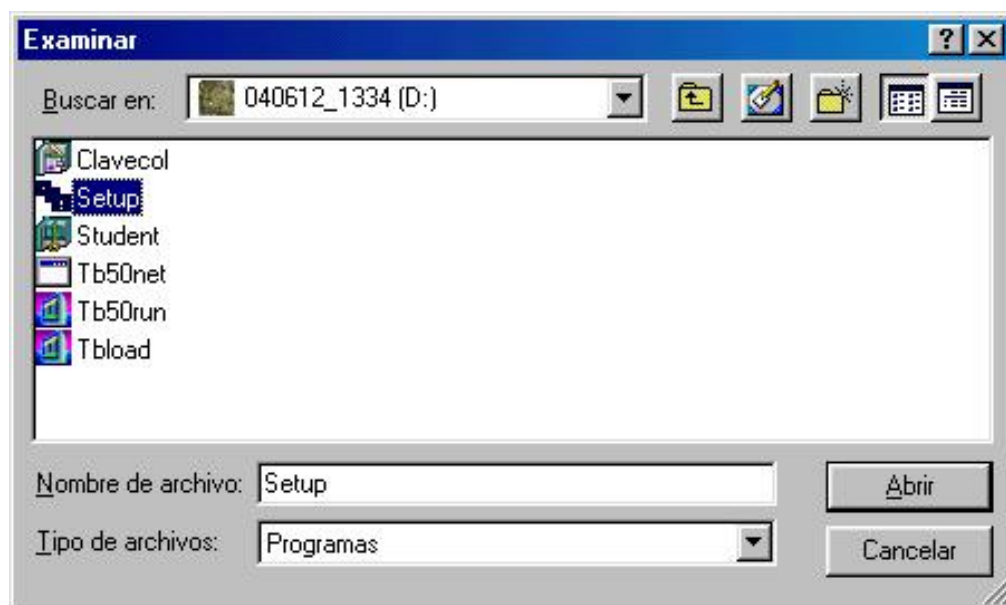 Examinar
Buscar en: 040612_1334 (D:)
Clavecol
Setup
Student
Tb50net
Tb50run
Tbload
Nombre de archivo: Setup Abrir
Tipo de archivos: Programas Cancelar